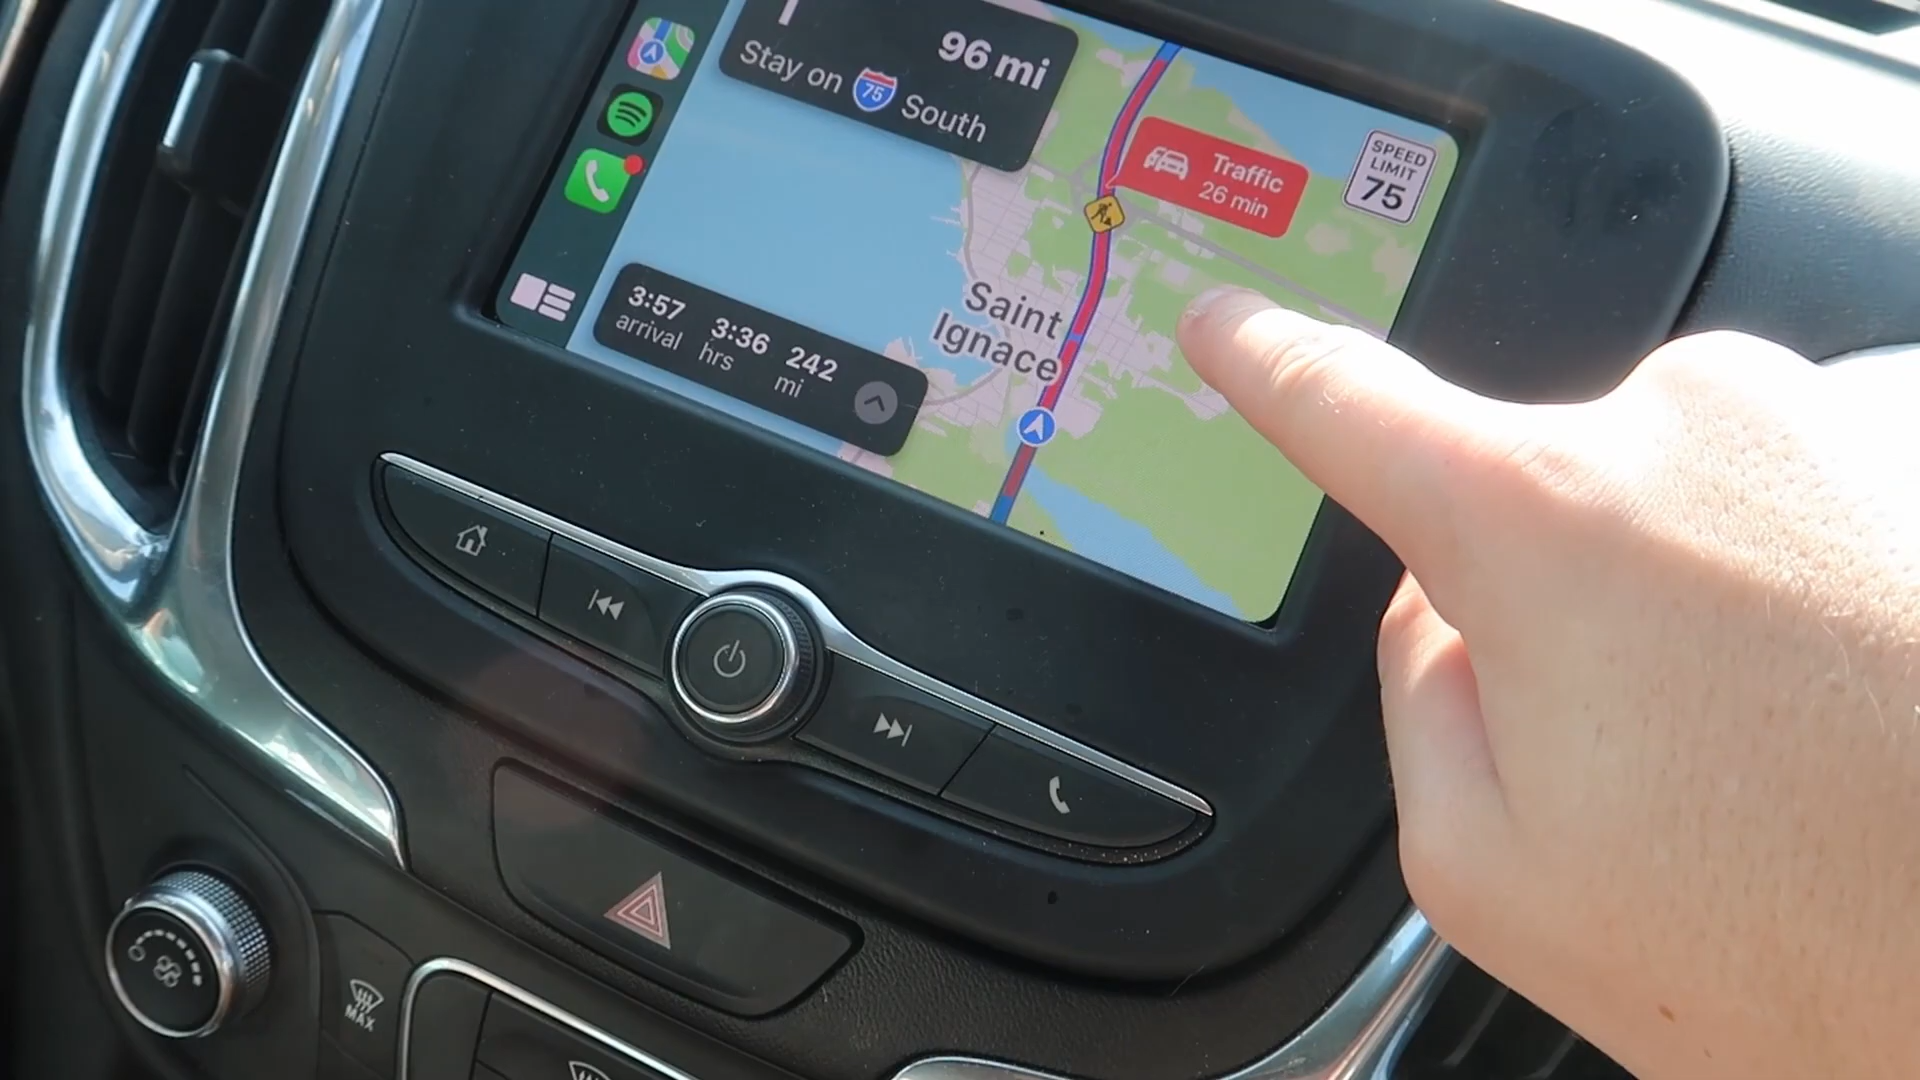 96 mi
Stay on 75 South
Traffic
26 min
SPEED
LIMIT
75
Saint
Ignace
3:57 3:36 242
arrival hrs mi
MAX